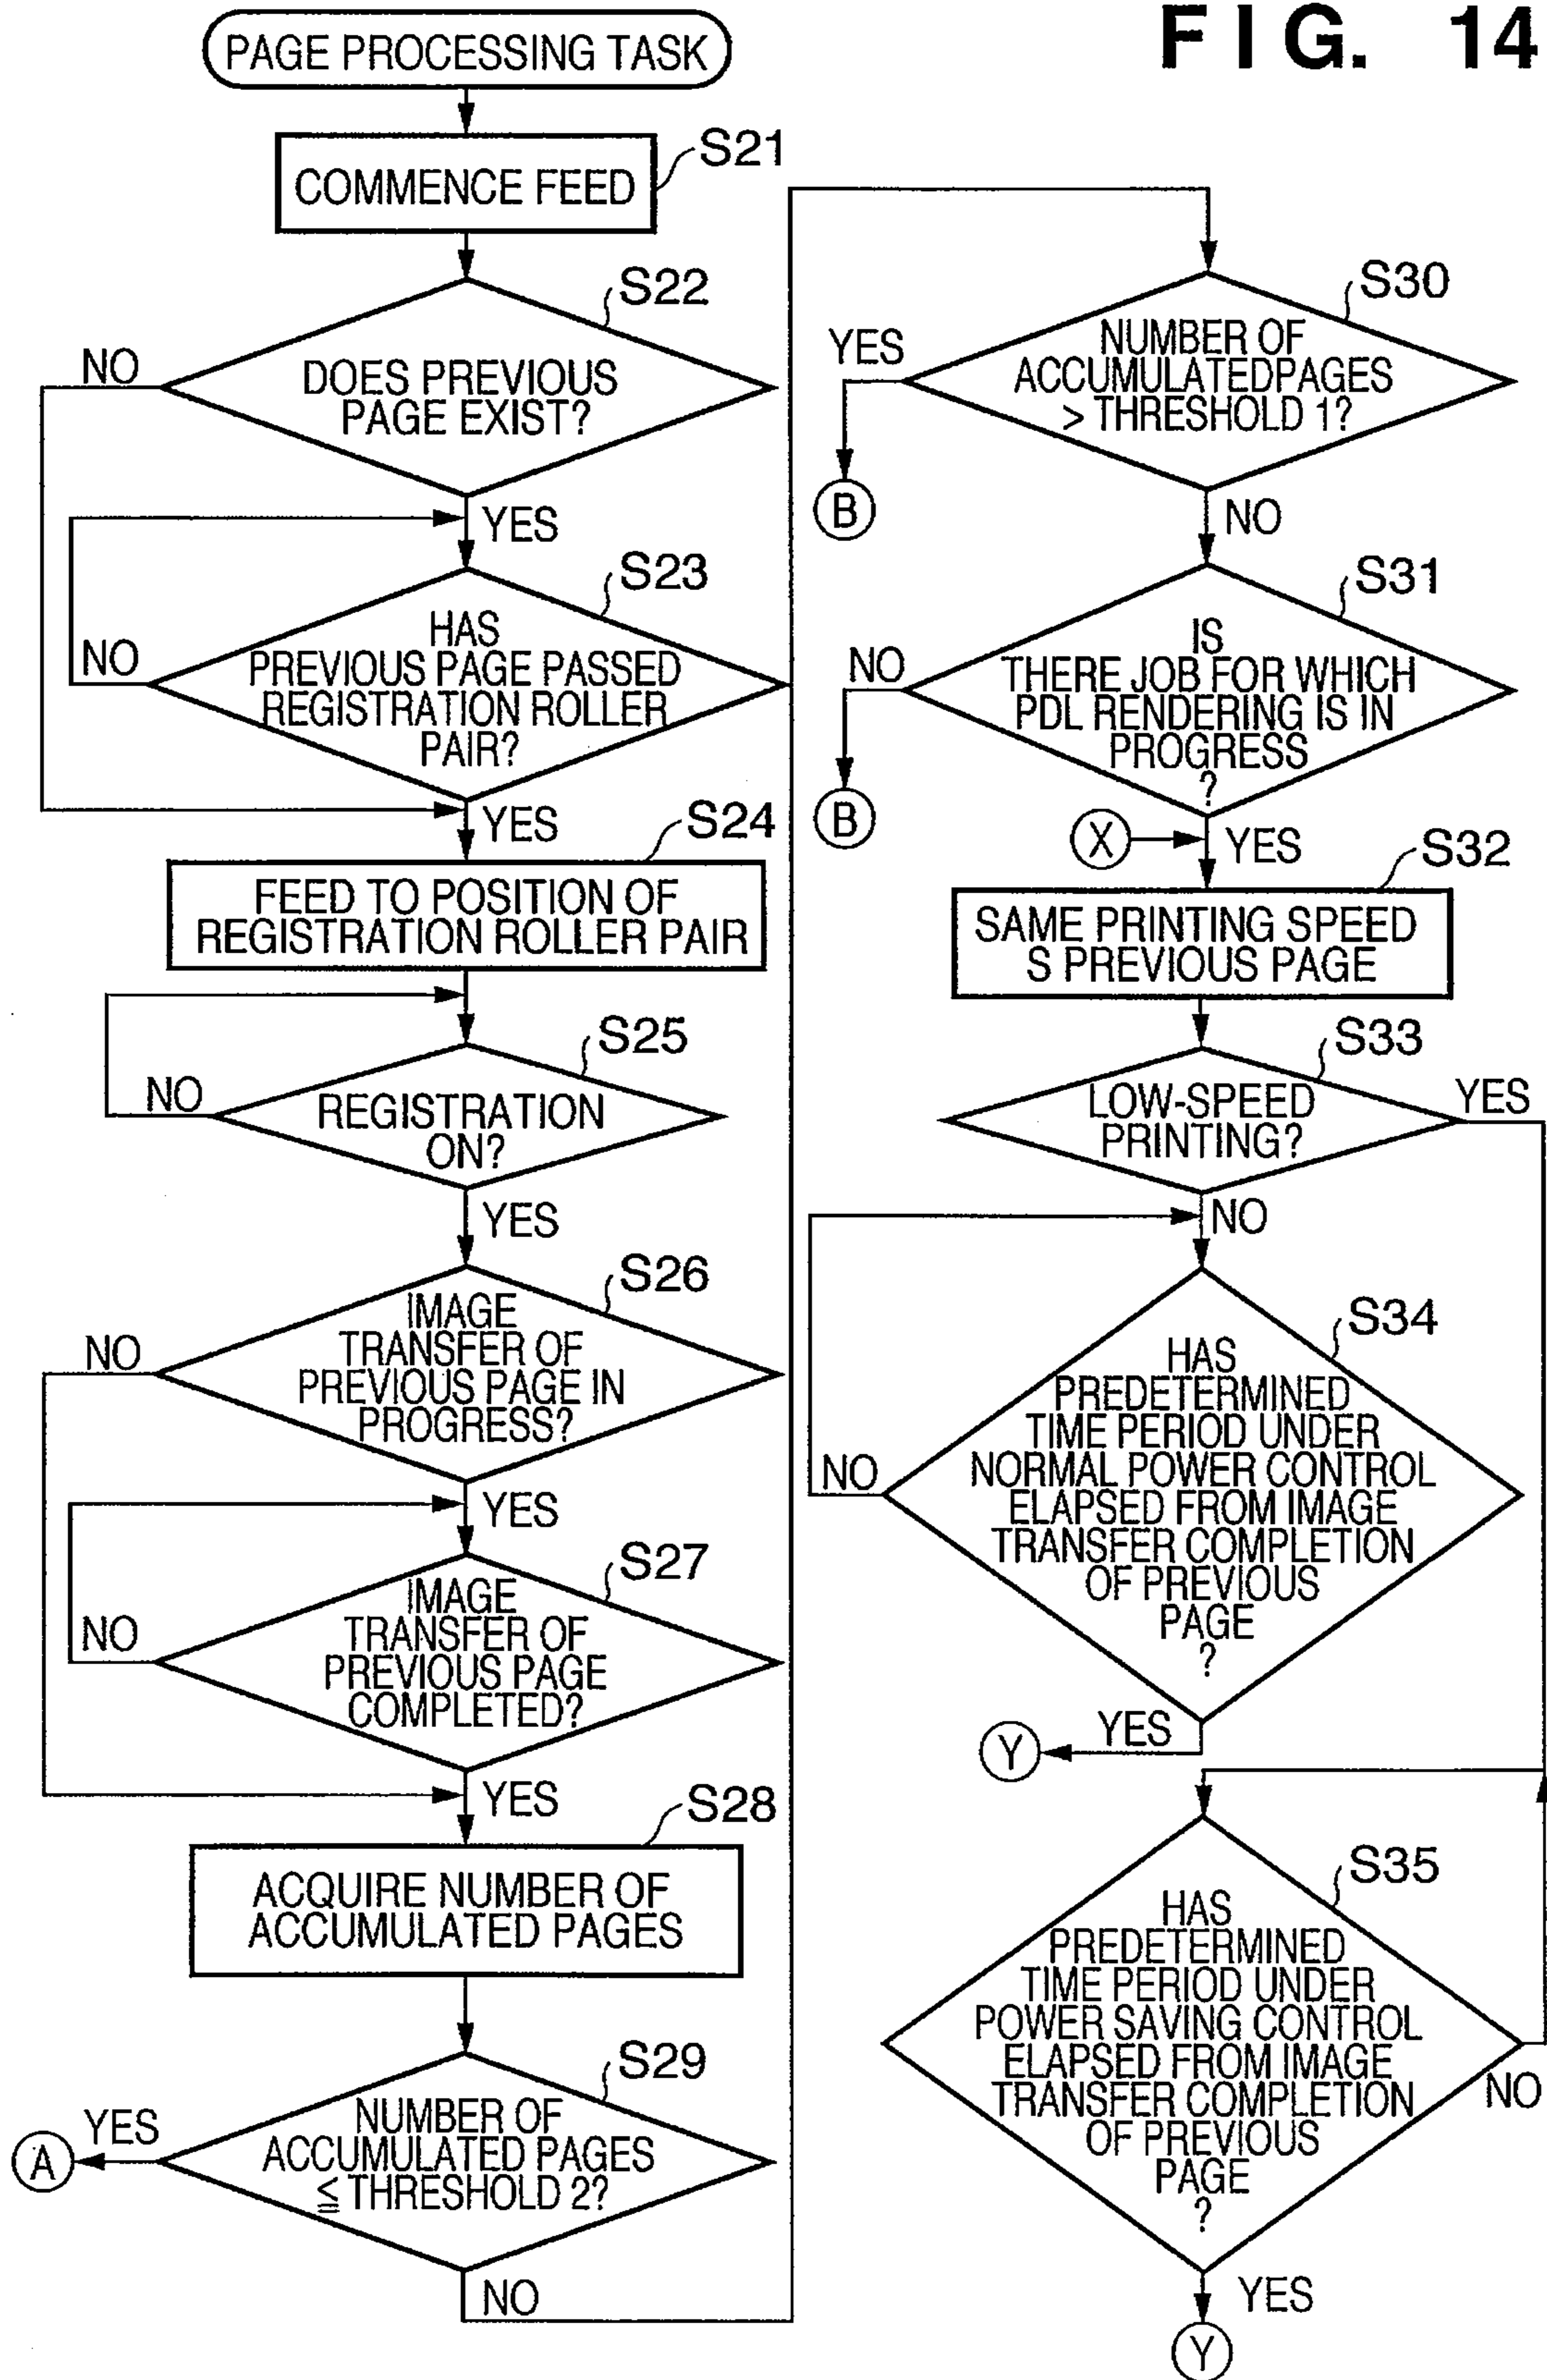 FIG. 14
PAGE PROCESSING TASK
COMMENCE FEED
S21
S22
DOES PREVIOUS
PAGE EXIST?
NO
YES
S23
HAS
PREVIOUS PAGE PASSED
REGISTRATION ROLLER
PAIR?
NO
YES
S24
FEED TO POSITION OF
REGISTRATION ROLLER PAIR
S25
REGISTRATION
ON?
NO
YES
S26
IMAGE
TRANSFER OF
PREVIOUS PAGE IN
PROGRESS?
NO
YES
S27
IMAGE
TRANSFER OF
PREVIOUS PAGE
COMPLETED?
NO
YES
S28
ACQUIRE NUMBER OF
ACCUMULATED PAGES
S29
NUMBER OF
ACCUMULATED PAGES
≦ THRESHOLD 2?
YES
A
NO
S30
NUMBER OF
ACCUMULATEDPAGES
> THRESHOLD 1?
YES
B
NO
S31
IS
THERE JOB FOR WHICH
PDL RENDERING IS IN
PROGRESS
?
NO
B
X
YES
S32
SAME PRINTING SPEED
S PREVIOUS PAGE
S33
LOW-SPEED
PRINTING?
YES
NO
S34
HAS
PREDETERMINED
TIME PERIOD UNDER
NORMAL POWER CONTROL
ELAPSED FROM IMAGE
TRANSFER COMPLETION
OF PREVIOUS
PAGE
?
NO
YES
Y
S35
HAS
PREDETERMINED
TIME PERIOD UNDER
POWER SAVING CONTROL
ELAPSED FROM IMAGE
TRANSFER COMPLETION
OF PREVIOUS
PAGE
?
NO
YES
Y